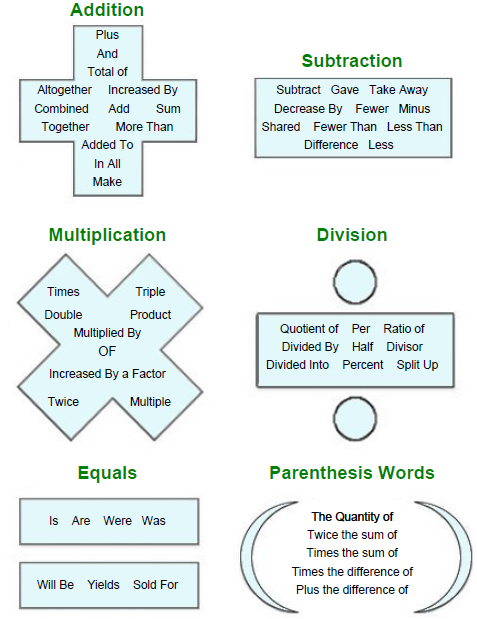 Addition
Plus
And
Total of
Altogether Increased By
Combined Add Sum
Together More Than
Added To
In All
Make
Subtraction
Subtract Gave Take Away
Decrease By Fewer Minus
Shared Fewer Than Less Than
Difference Less
Multiplication
Times Triple
Double Product
Multiplied By
OF
Increased By a Factor
Twice Multiple
Division
Quotient of Per Ratio of
Divided By Half Divisor
Divided Into Percent Split Up
Equals
Is Are Were Was
Will Be Yields Sold For
Parenthesis Words
The Quantity of
Twice the sum of
Times the sum of
Times the difference of
Plus the difference of